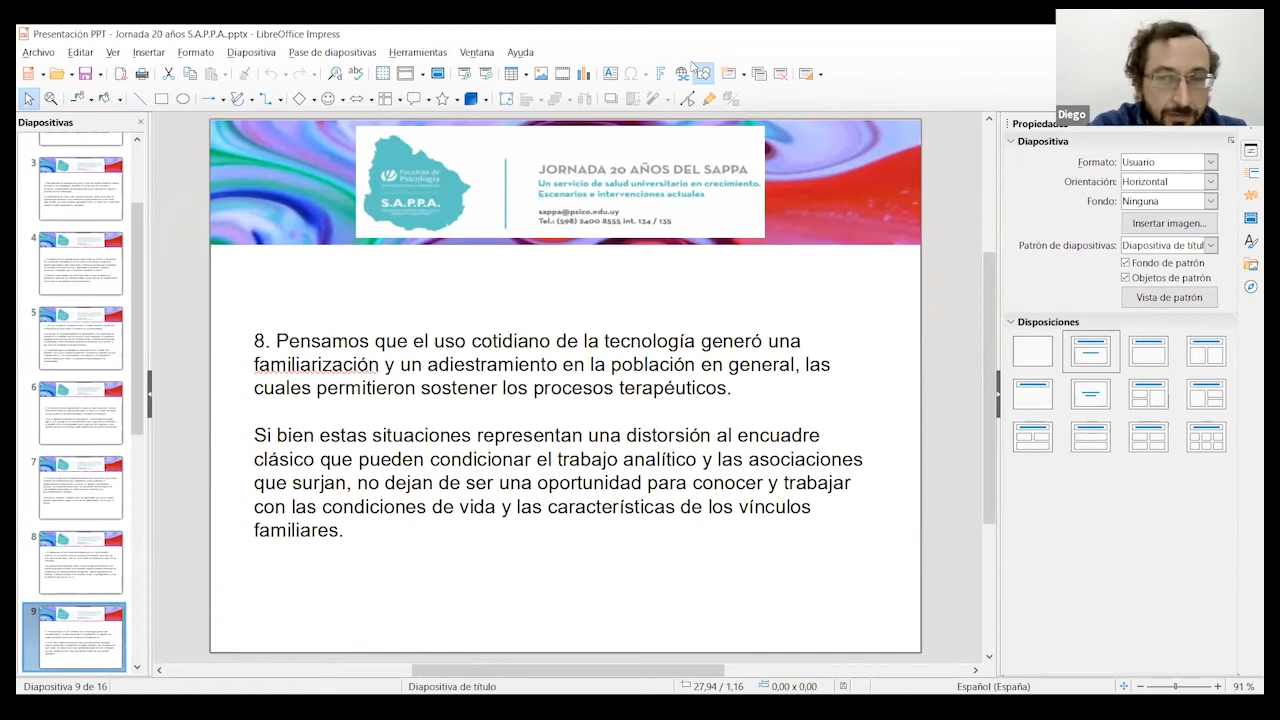 Presentación PPT - Jornada 20 años S.A.P.P.A..pptx - LibreOffice Impress
Archivo Editar Ver Insertar Formato Diapositiva Pase de diapositivas Herramientas Ventana Ayuda
Diego
Diapositivas
3
4
5
6
7
8
9
Facultad de
Psicología
S.A.P.P.A.
JORNADA 20 AÑOS DEL SAPPA
Un servicio de salud universitario en crecimiento.
Escenarios e intervenciones actuales
sappa@psico.edu.uy
Tel.: (598) 2400 8555 int. 134 / 135
8. Pensamos que el uso cotidiano de la tecnología genero una
familiarización y un adiestramiento en la población en general, las
cuales permitieron sostener los procesos terapéuticos.
Si bien estas situaciones representan una distorsión al encuadre
clásico que pueden condicionar el trabajo analítico y las asociaciones
que surjan, no dejan de ser una oportunidad para conocer trabajar
con las condiciones de vida y las características de los vínculos
familiares.
Propiedades
Diapositiva
Formato: Usuario
Orientación: Horizontal
Fondo: Ninguna
Insertar imagen...
Patrón de diapositivas: Diapositiva de títul
Fondo de patrón
Objetos de patrón
Vista de patrón
Disposiciones
Diapositiva 9 de 16
Diapositiva de título
27,94 / 1,16
0,00 x 0,00
Español (España)
91 %